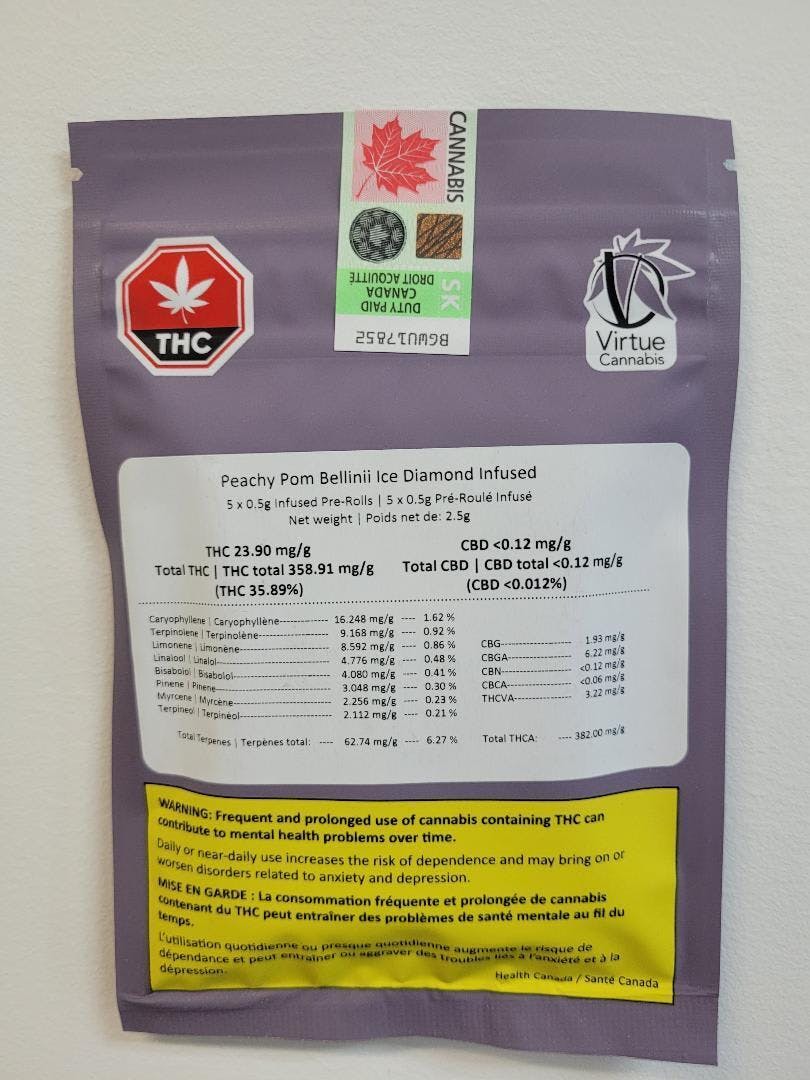 CANNABIS
SK
DUTY PAID
CANADA
DROIT ACQUITTÉ
BGWU17852
THC
Virtue
Cannabis
Peachy Pom Bellinii Ice Diamond Infused
5 x 0.5g Infused Pre-Rolls | 5 x 0.5g Pré-Roulé Infusé
Net weight | Poids net de: 2.5g
THC 23.90 mg/g
Total THC | THC total 358.91 mg/g
(THC 35.89%)
CBD <0.12 mg/g
Total CBD | CBD total <0.12 mg/g
(CBD <0.012%)
Caryophyllene | Caryophyllène------------ 16.248 mg/g ---- 1.62 %
Terpinolene | Terpinolène----------------- 9.168 mg/g ---- 0.92 %
Limonene | Limonène--------------------- 8.592 mg/g ---- 0.86 %
Linalool | Linalol--------------------------- 4.776 mg/g ---- 0.48 %
Bisabolol | Bisabolol----------------------- 4.080 mg/g ---- 0.41 %
Pinene | Pinene---------------------------- 3.048 mg/g ---- 0.30 %
Myrcene | Myrcène------------------------ 2.256 mg/g ---- 0.23 %
Terpineol | Terpinéol---------------------- 2.112 mg/g ---- 0.21 %
CBG------------------- 1.93 mg/g
CBGA----------------- 6.22 mg/g
CBN------------------- <0.12 mg/g
CBCA----------------- <0.06 mg/g
THCVA---------------- 3.22 mg/g
Total Terpenes | Terpènes total: ---- 62.74 mg/g ---- 6.27 %
Total THCA: ---- 382.00 mg/g
WARNING: Frequent and prolonged use of cannabis containing THC can
contribute to mental health problems over time.
Daily or near-daily use increases the risk of dependence and may bring on or
worsen disorders related to anxiety and depression.
MISE EN GARDE : La consommation fréquente et prolongée de cannabis
contenant du THC peut entraîner des problèmes de santé mentale au fil du
temps.
L'utilisation quotidienne ou presque quotidienne augmente le risque de
dépendance et peut entraîner ou aggraver des troubles liés à l'anxiété et à la
dépression.
Health Canada / Santé Canada